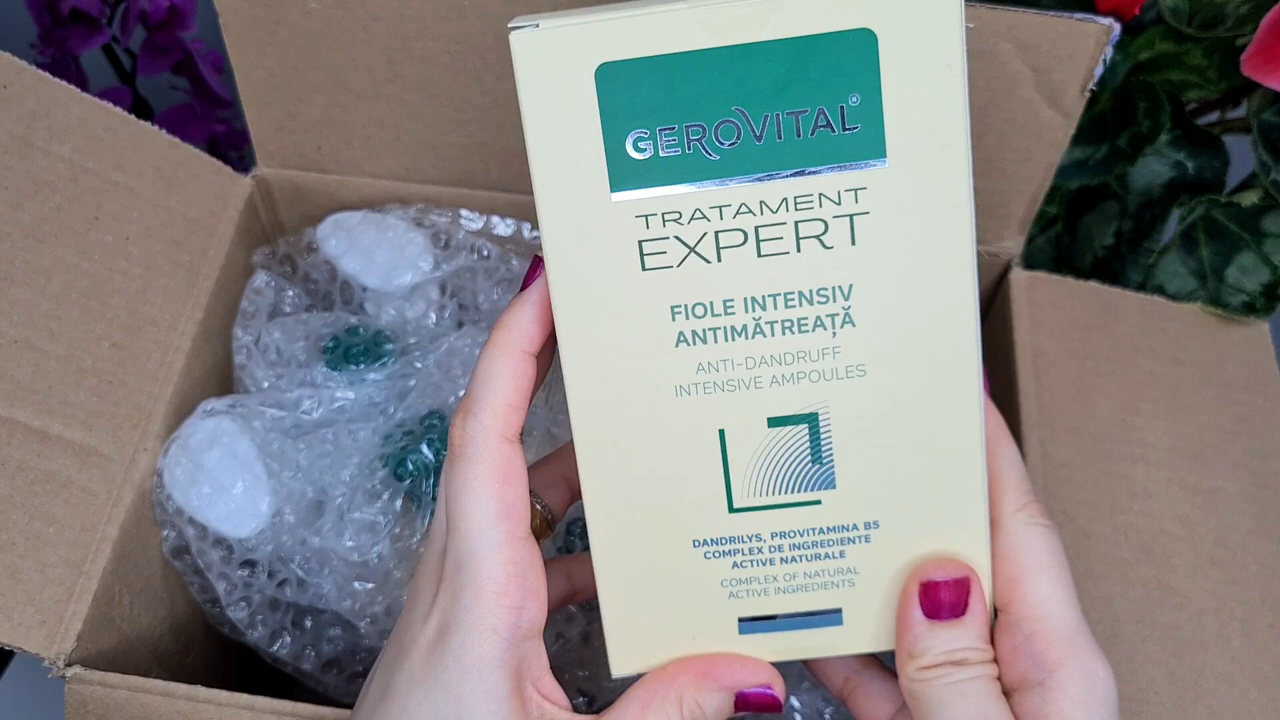 GEROVITAL®
TRATAMENT
EXPERT
FIOLE INTENSIV
ANTIMĂTREAȚĂ
ANTI-DANDRUFF
INTENSIVE AMPOULES
DANDRILYS, PROVITAMINA B5
COMPLEX DE INGREDIENTE
ACTIVE NATURALE
COMPLEX OF NATURAL
ACTIVE INGREDIENTS